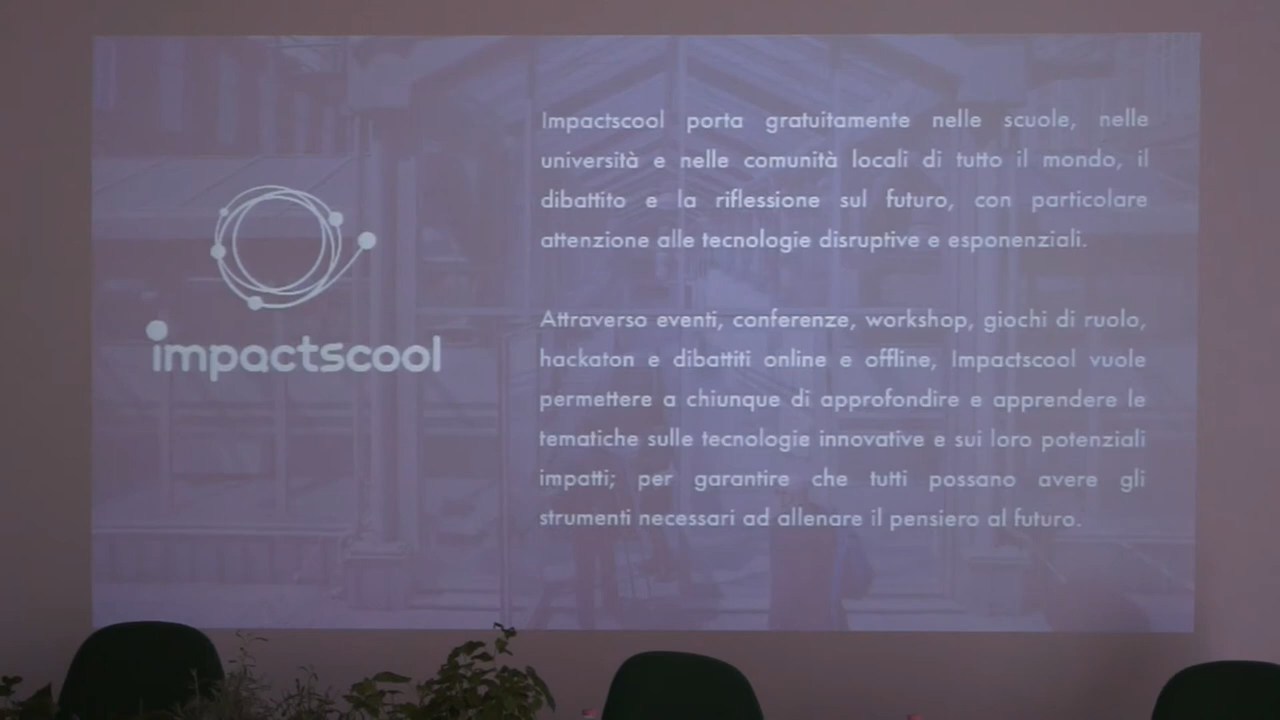 impactscool
Impactscool porta gratuitamente nelle scuole, nelle
università e nelle comunità locali di tutto il mondo, il
dibattito e la riflessione sul futuro, con particolare
attenzione alle tecnologie disruptive e esponenziali.
Attraverso eventi, conferenze, workshop, giochi di ruolo,
hackaton e dibattiti online e offline, Impactscool vuole
permettere a chiunque di approfondire e apprendere le
tematiche sulle tecnologie innovative e sui loro potenziali
impatti; per garantire che tutti possano avere gli
strumenti necessari ad allenare il pensiero al futuro.